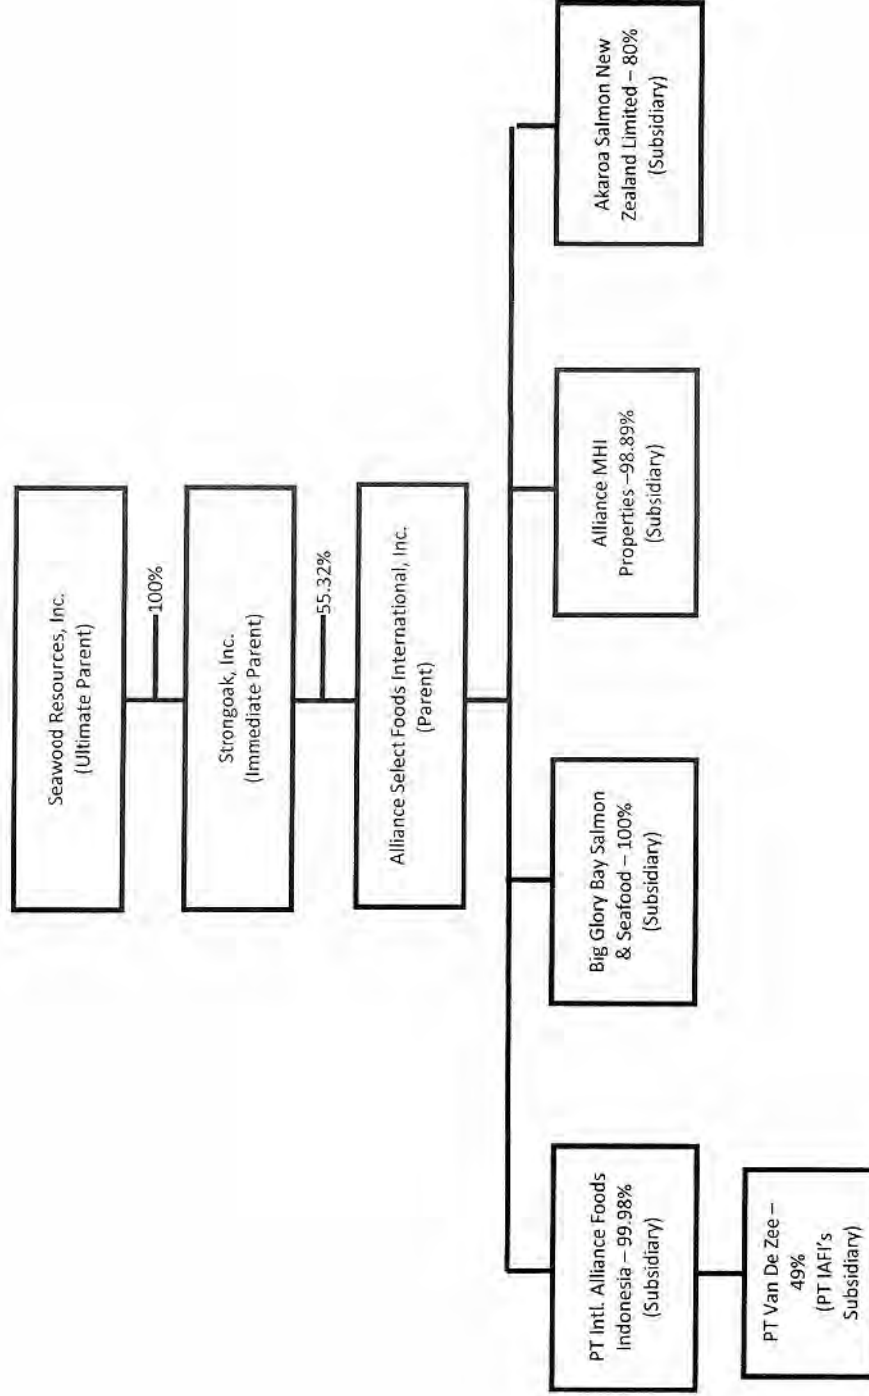 Seawood Resources, Inc.
(Ultimate Parent)
100%
Strongoak, Inc.
(Immediate Parent)
55.32%
Alliance Select Foods International, Inc.
(Parent)
PT Intl. Alliance Foods
Indonesia – 99.98%
(Subsidiary)
Big Glory Bay Salmon
& Seafood – 100%
(Subsidiary)
Alliance MHI
Properties –98.89%
(Subsidiary)
Akaroa Salmon New
Zealand Limited – 80%
(Subsidiary)
PT Van De Zee –
49%
(PT IAFI's
Subsidiary)